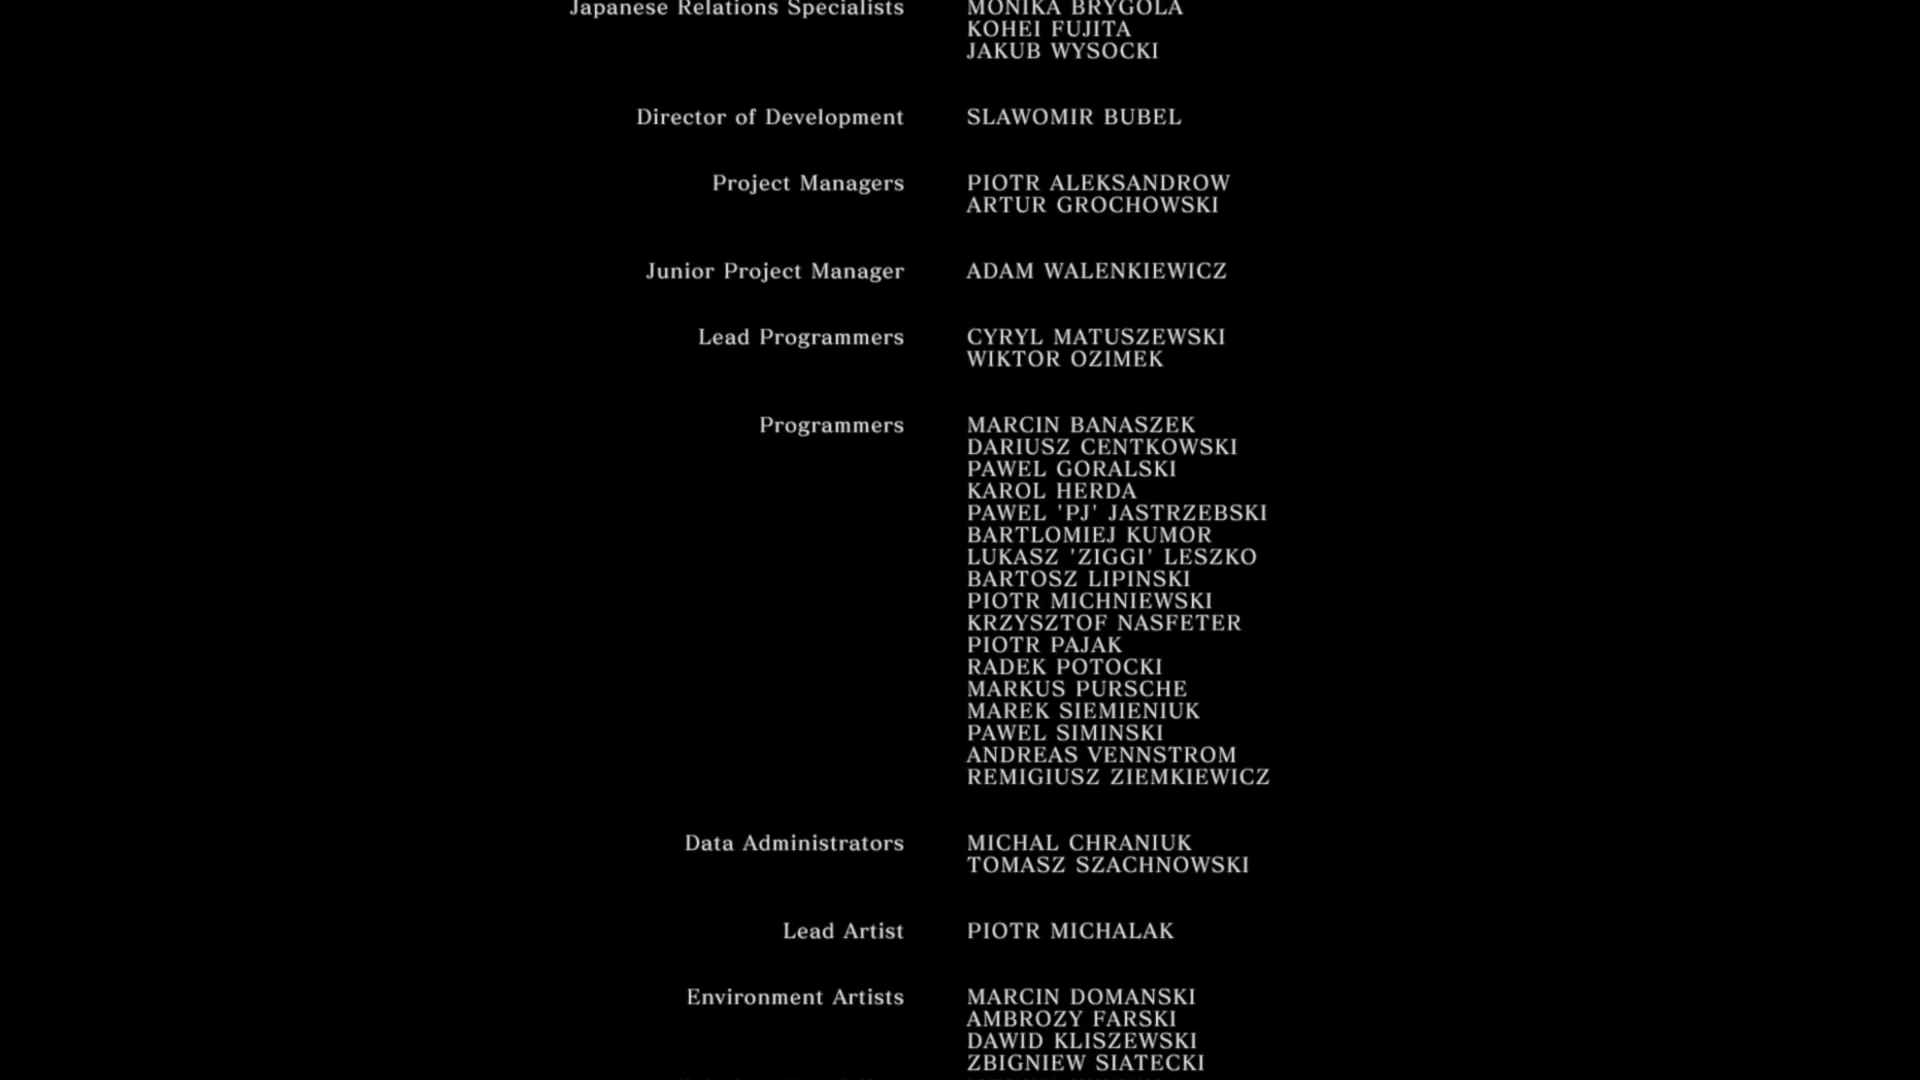 Japanese Relations Specialists MONIKA BRYGOLA
KOHEI FUJITA
JAKUB WYSOCKI
Director of Development SLAWOMIR BUBEL
Project Managers PIOTR ALEKSANDROW
ARTUR GROCHOWSKI
Junior Project Manager ADAM WALENKIEWICZ
Lead Programmers CYRYL MATUSZEWSKI
WIKTOR OZIMEK
Programmers MARCIN BANASZEK
DARIUSZ CENTKOWSKI
PAWEL GORALSKI
KAROL HERDA
PAWEL 'PJ' JASTRZEBSKI
BARTLOMIEJ KUMOR
LUKASZ 'ZIGGI' LESZKO
BARTOSZ LIPINSKI
PIOTR MICHNIEWSKI
KRZYSZTOF NASFETER
PIOTR PAJAK
RADEK POTOCKI
MARKUS PURSCHE
MAREK SIEMIENIUK
PAWEL SIMINSKI
ANDREAS VENNSTROM
REMIGIUSZ ZIEMKIEWICZ
Data Administrators MICHAL CHRANIUK
TOMASZ SZACHNOWSKI
Lead Artist PIOTR MICHALAK
Environment Artists MARCIN DOMANSKI
AMBROZY FARSKI
DAWID KLISZEWSKI
ZBIGNIEW SIATECKI